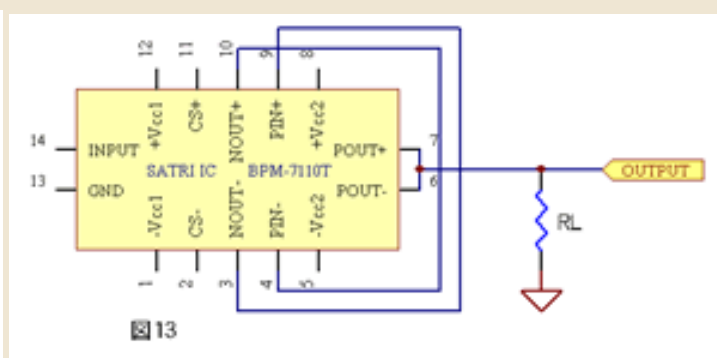 12 11 10 9 8
+Vcc1 CS+ NOUT+ PIN+ +Vcc2
14 INPUT POUT+ 7
SATRI IC BPM-7110T OUTPUT
13 GND POUT- 6
-Vcc1 CS- NOUT- PIN- -Vcc2
RL
1 2 3 4 5
図13